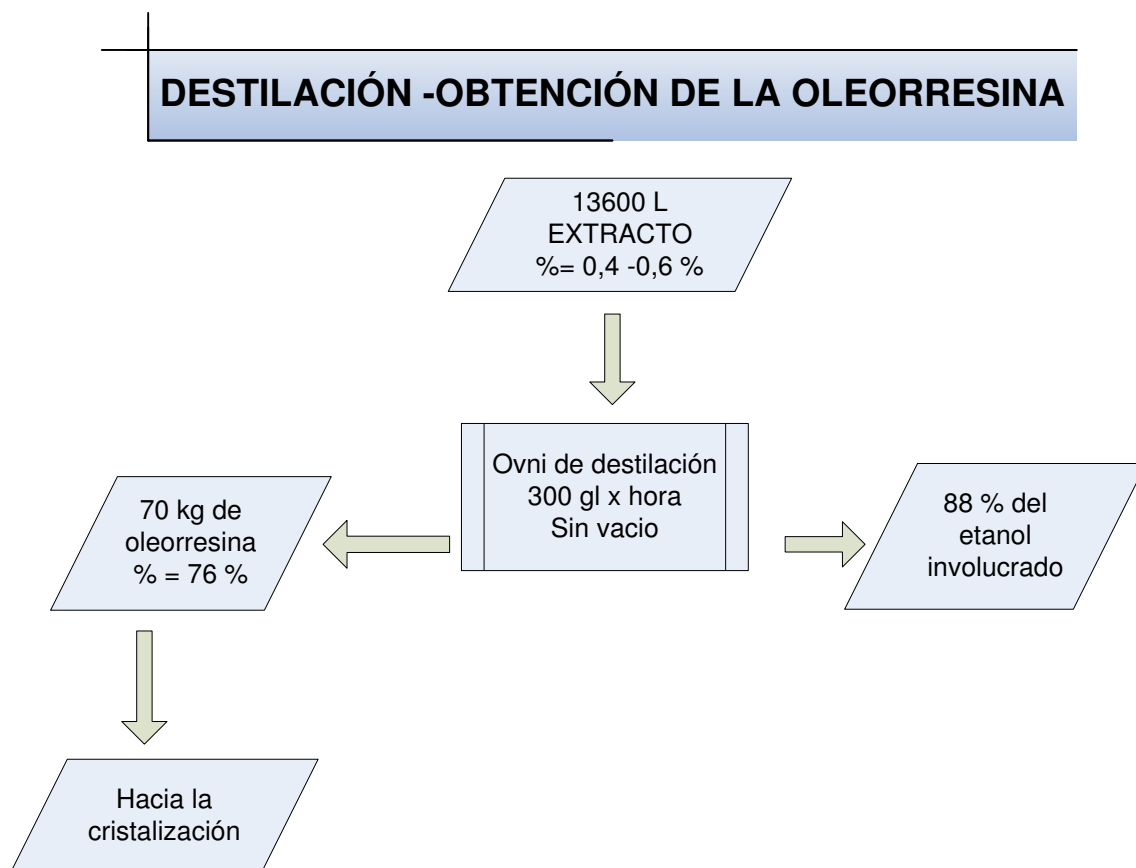 DESTILACIÓN -OBTENCIÓN DE LA OLEORRESINA
13600 L
EXTRACTO
%= 0,4 -0,6 %
Ovni de destilación
300 gl x hora
Sin vacio
70 kg de
oleorresina
% = 76 %
88 % del
etanol
involucrado
Hacia la
cristalización